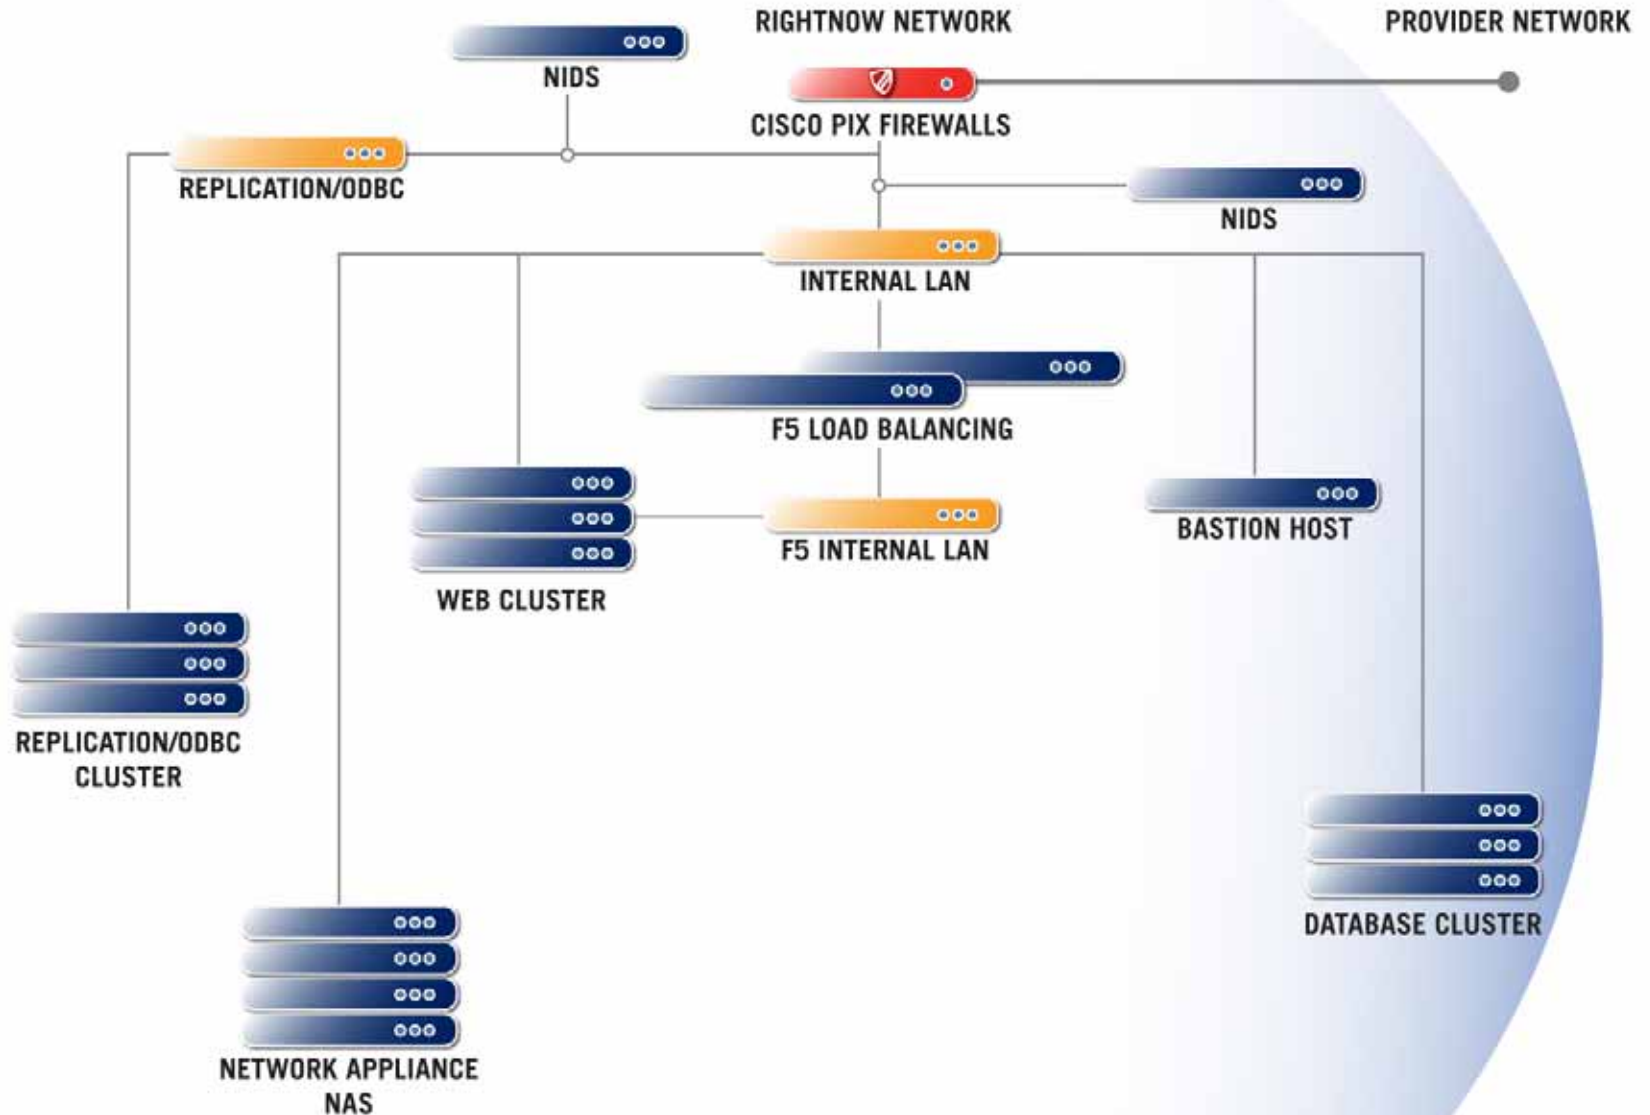 RIGHTNOW NETWORK
PROVIDER NETWORK
NIDS
CISCO PIX FIREWALLS
REPLICATION/ODBC
NIDS
INTERNAL LAN
F5 LOAD BALANCING
F5 INTERNAL LAN
BASTION HOST
WEB CLUSTER
REPLICATION/ODBC
CLUSTER
DATABASE CLUSTER
NETWORK APPLIANCE
NAS